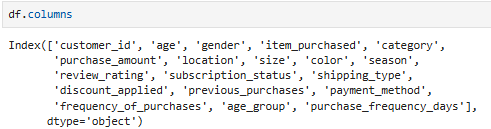 df.columns
Index(['customer_id', 'age', 'gender', 'item_purchased', 'category',
'purchase_amount', 'location', 'size', 'color', 'season',
'review_rating', 'subscription_status', 'shipping_type',
'discount_applied', 'previous_purchases', 'payment_method',
'frequency_of_purchases', 'age_group', 'purchase_frequency_days'],
dtype='object')